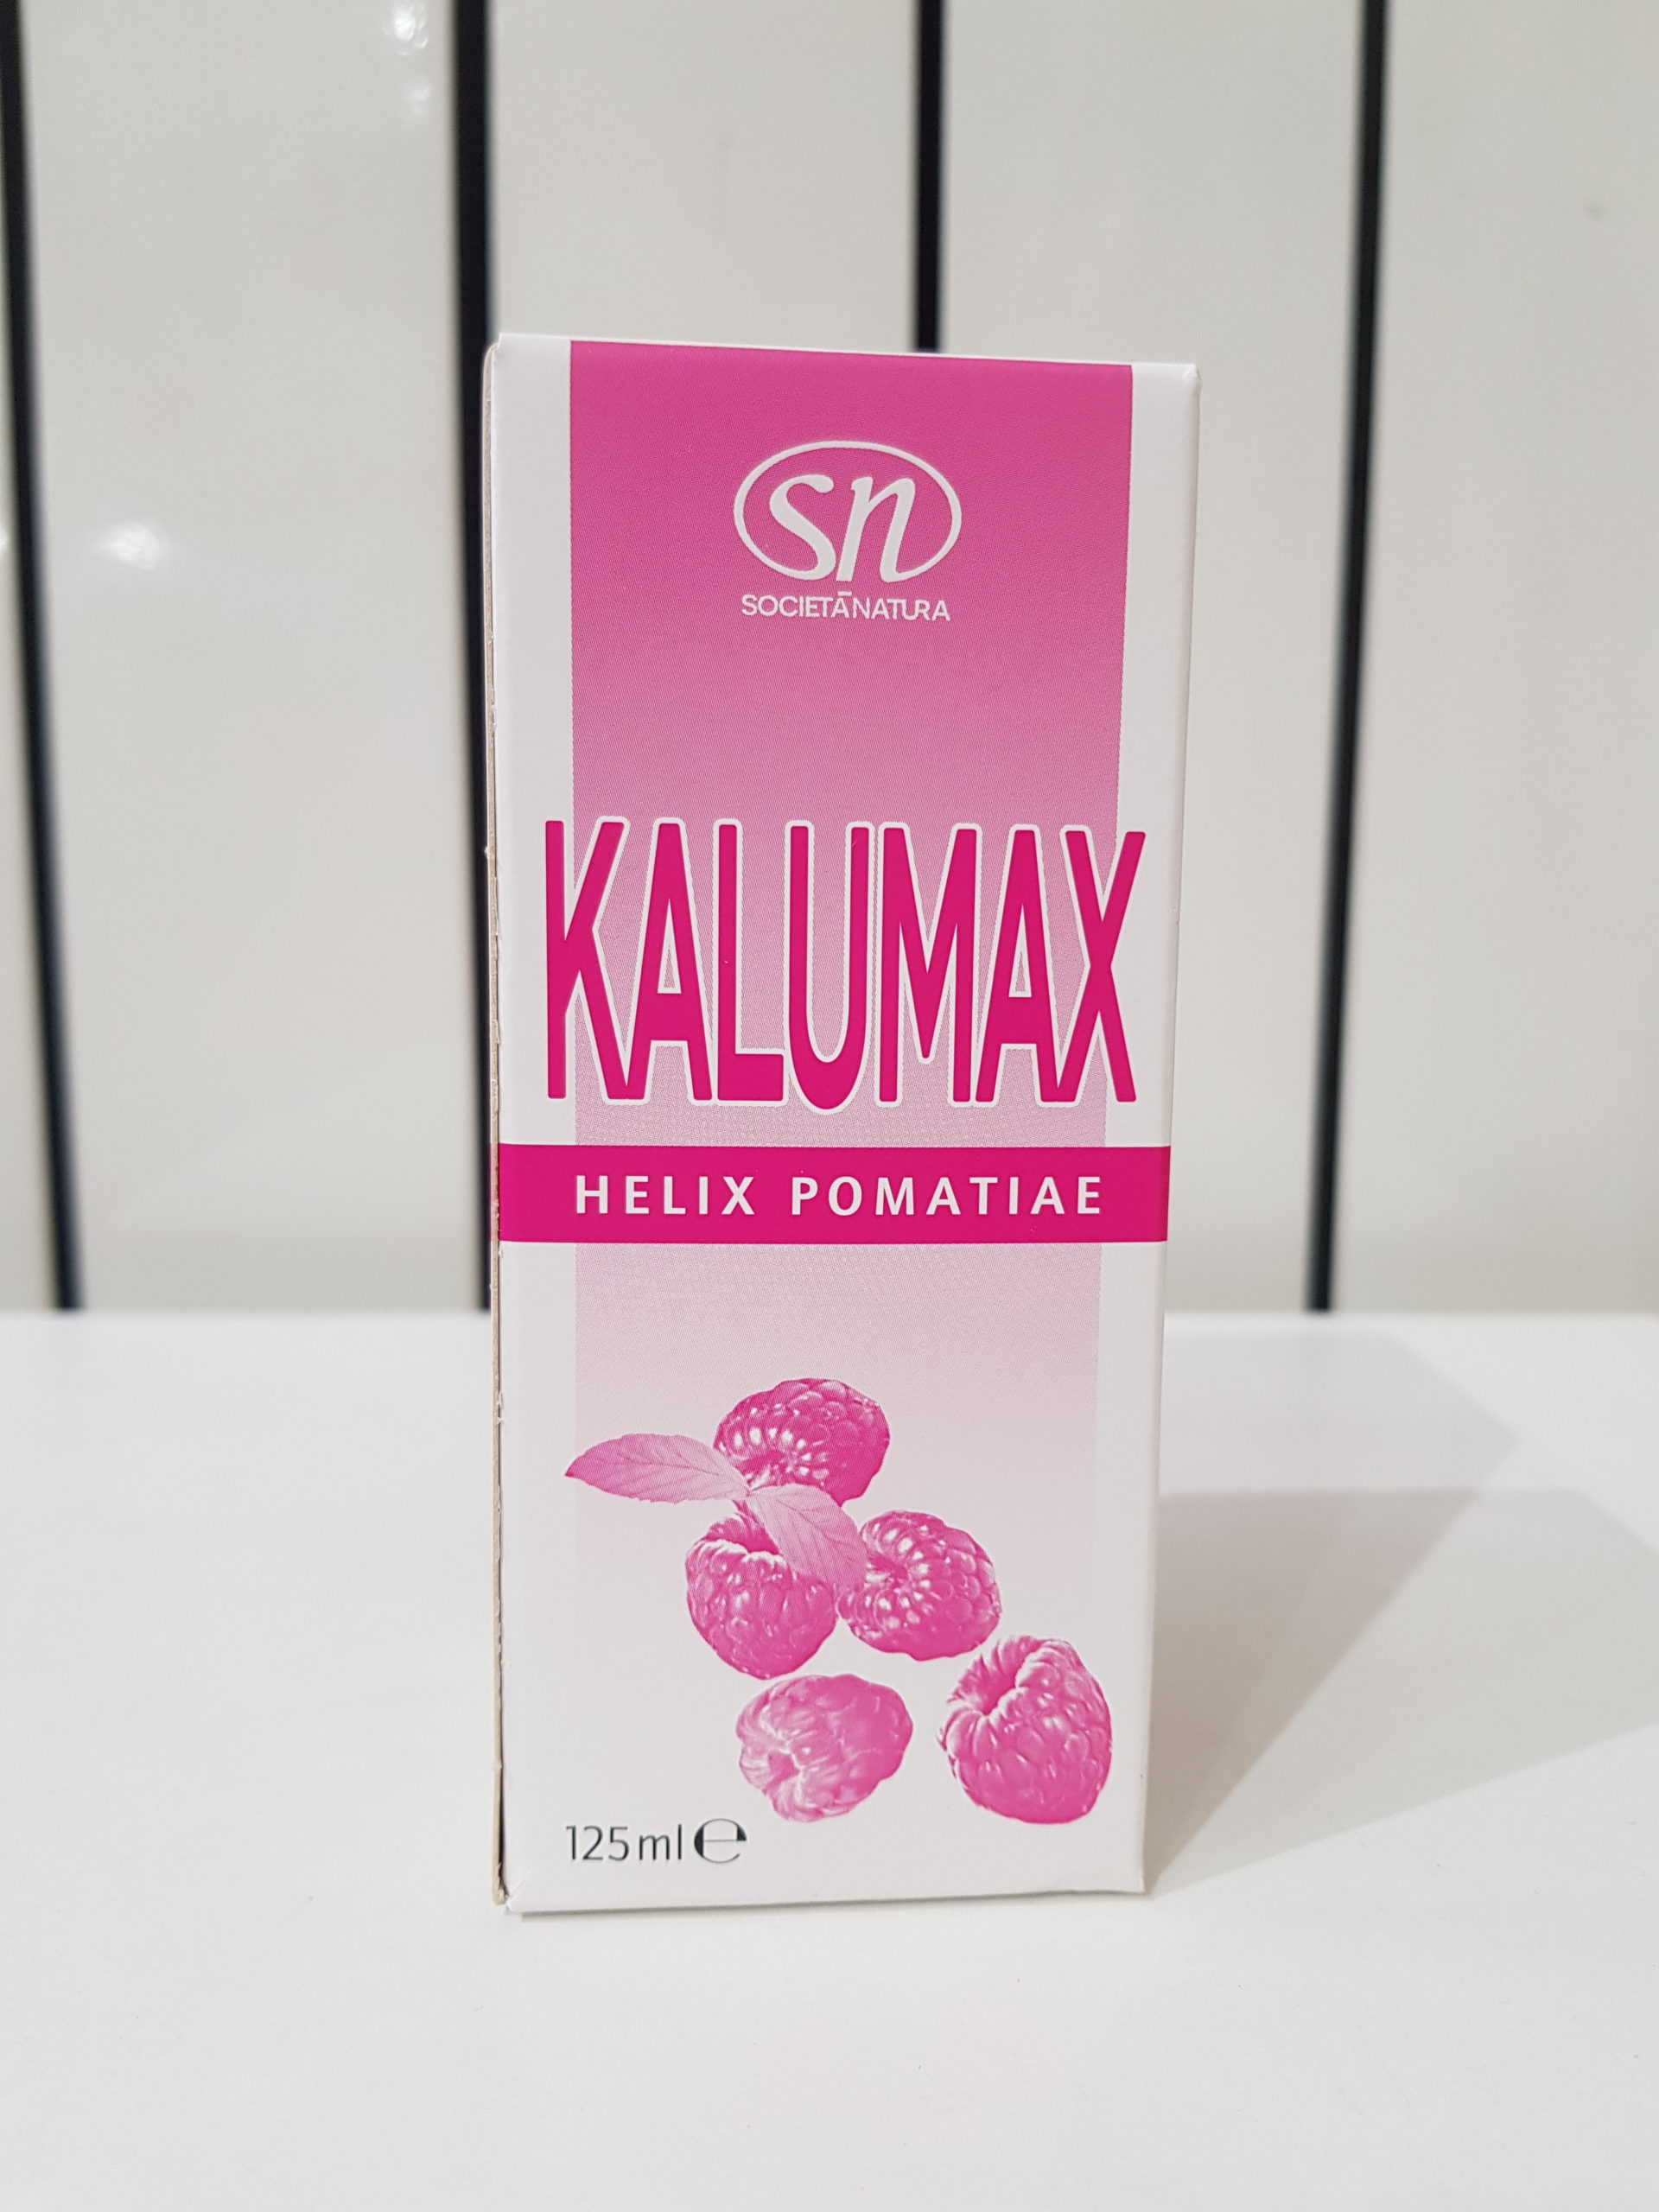 sn
SOCIETĀNATURA
KALUMAX
HELIX POMATIAE
125ml ℮